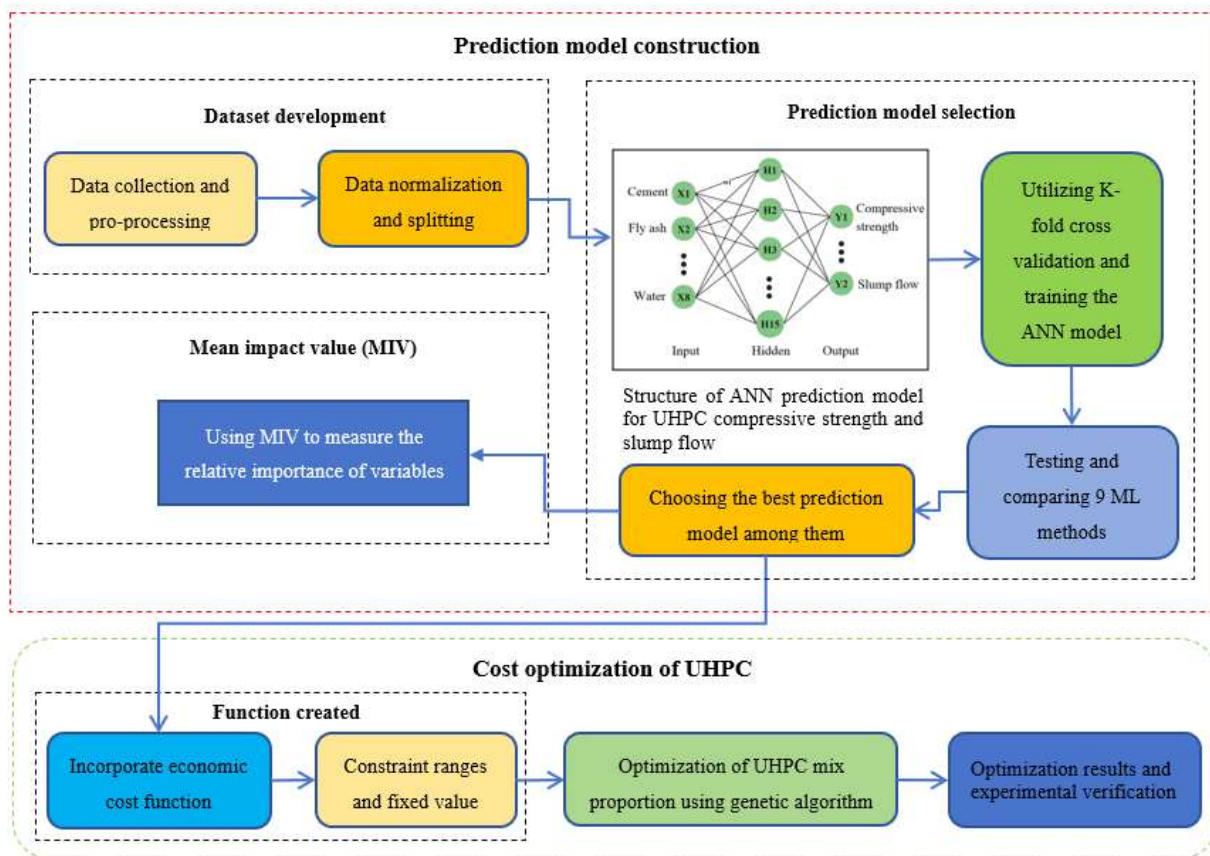 Prediction model construction
Dataset development
Data collection and
pro-processing
Data normalization
and splitting
Prediction model selection
Cement
Fly ash
Water
X1
X2
X8
H1
H2
H3
H15
Y1
Y2
Compressive
strength
Slump flow
Input
Hidden
Output
Structure of ANN prediction model
for UHPC compressive strength and
slump flow
Utilizing K-
fold cross
validation and
training the
ANN model
Testing and
comparing 9 ML
methods
Choosing the best prediction
model among them
Mean impact value (MIV)
Using MIV to measure the
relative importance of variables
Cost optimization of UHPC
Function created
Incorporate economic
cost function
Constraint ranges
and fixed value
Optimization of UHPC mix
proportion using genetic algorithm
Optimization results and
experimental verification